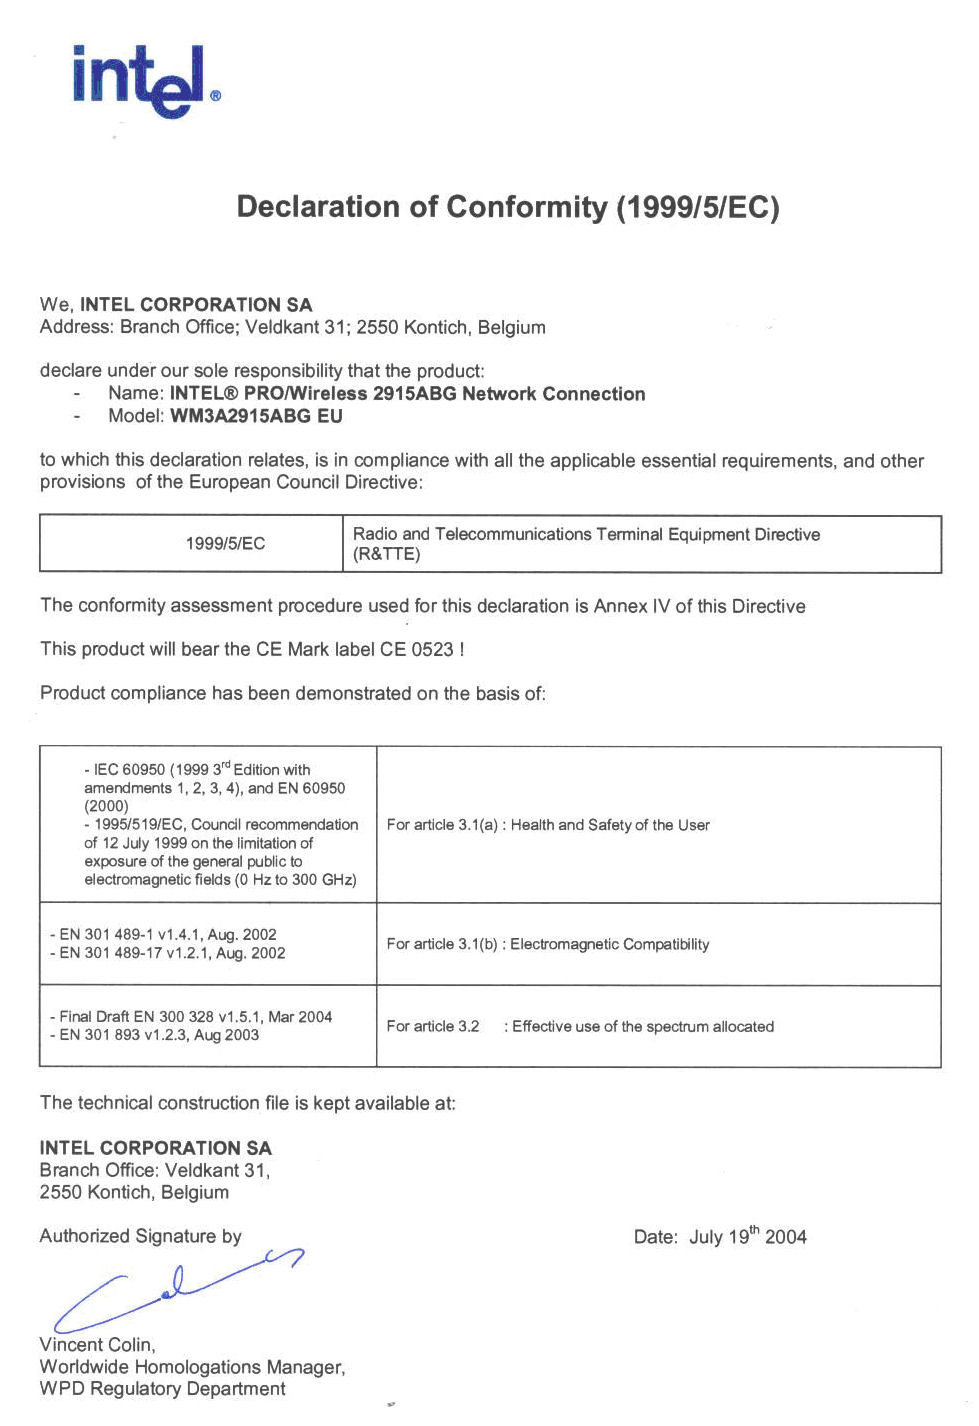 intel®
Declaration of Conformity (1999/5/EC)
We, INTEL CORPORATION SA
Address: Branch Office; Veldkant 31; 2550 Kontich, Belgium
declare under our sole responsibility that the product:
- Name: INTEL® PRO/Wireless 2915ABG Network Connection
- Model: WM3A2915ABG EU
to which this declaration relates, is in compliance with all the applicable essential requirements, and other
provisions of the European Council Directive:
1999/5/EC
Radio and Telecommunications Terminal Equipment Directive
(R&TTE)
The conformity assessment procedure used for this declaration is Annex IV of this Directive
This product will bear the CE Mark label CE 0523 !
Product compliance has been demonstrated on the basis of:
- IEC 60950 (1999 3rd Edition with
amendments 1, 2, 3, 4), and EN 60950
(2000)
- 1995/519/EC, Council recommendation
of 12 July 1999 on the limitation of
exposure of the general public to
electromagnetic fields (0 Hz to 300 GHz)
For article 3.1(a) : Health and Safety of the User
- EN 301 489-1 v1.4.1, Aug. 2002
- EN 301 489-17 v1.2.1, Aug. 2002
For article 3.1(b) : Electromagnetic Compatibility
- Final Draft EN 300 328 v1.5.1, Mar 2004
- EN 301 893 v1.2.3, Aug 2003
For article 3.2 : Effective use of the spectrum allocated
The technical construction file is kept available at:
INTEL CORPORATION SA
Branch Office: Veldkant 31,
2550 Kontich, Belgium
Authorized Signature by
Date: July 19th 2004
Vincent Colin,
Worldwide Homologations Manager,
WPD Regulatory Department